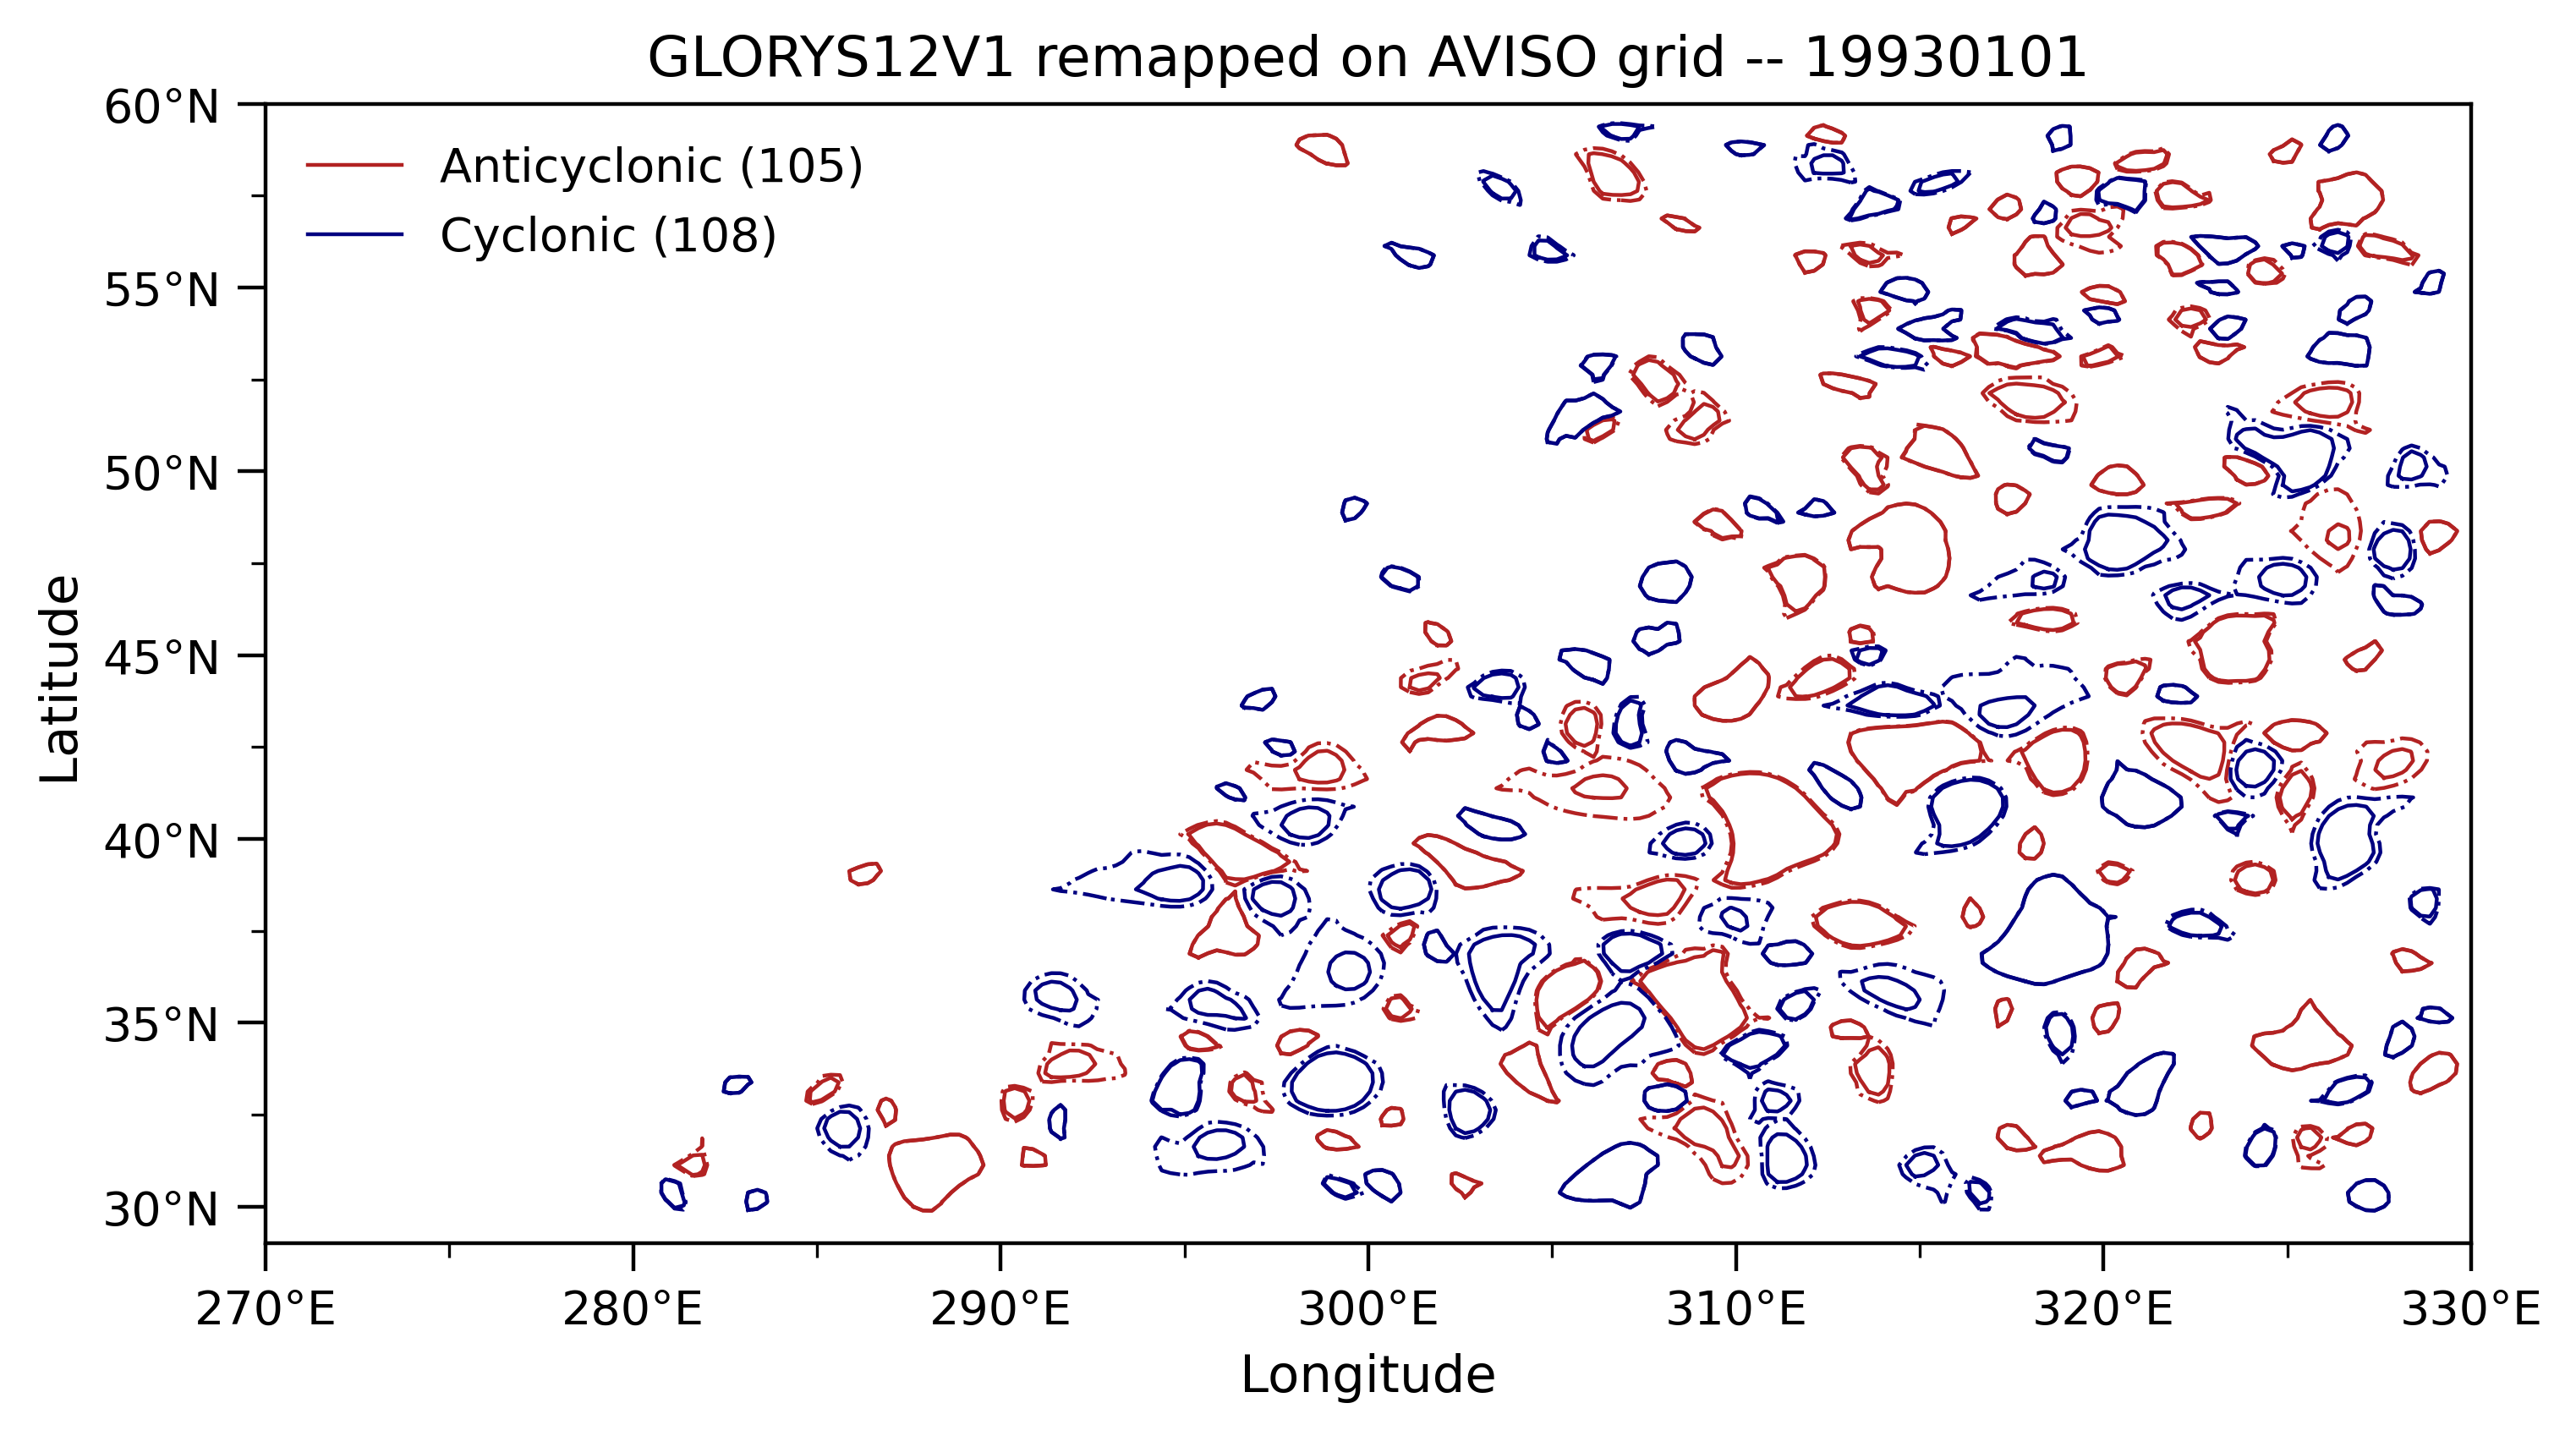 GLORYS12V1 remapped on AVISO grid -- 19930101
Anticyclonic (105)
Cyclonic (108)
60°N
55°N
50°N
45°N
40°N
35°N
30°N
Latitude
270°E 280°E 290°E 300°E 310°E 320°E 330°E
Longitude